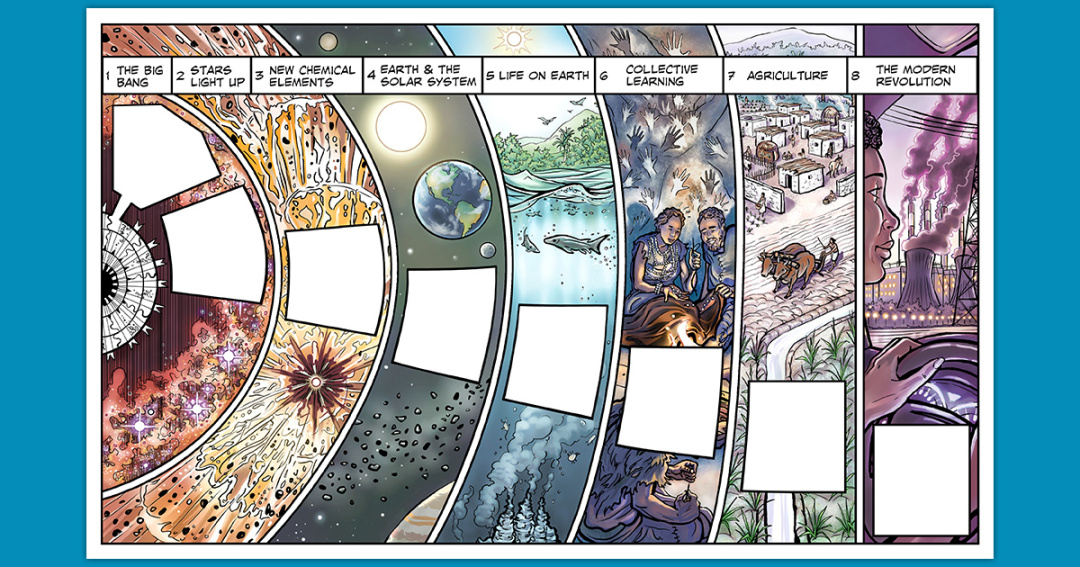 1 THE BIG
BANG
2 STARS
LIGHT UP
3 NEW CHEMICAL
ELEMENTS
4 EARTH & THE
SOLAR SYSTEM
5 LIFE ON EARTH
6 COLLECTIVE
LEARNING
7 AGRICULTURE
8 THE MODERN
REVOLUTION